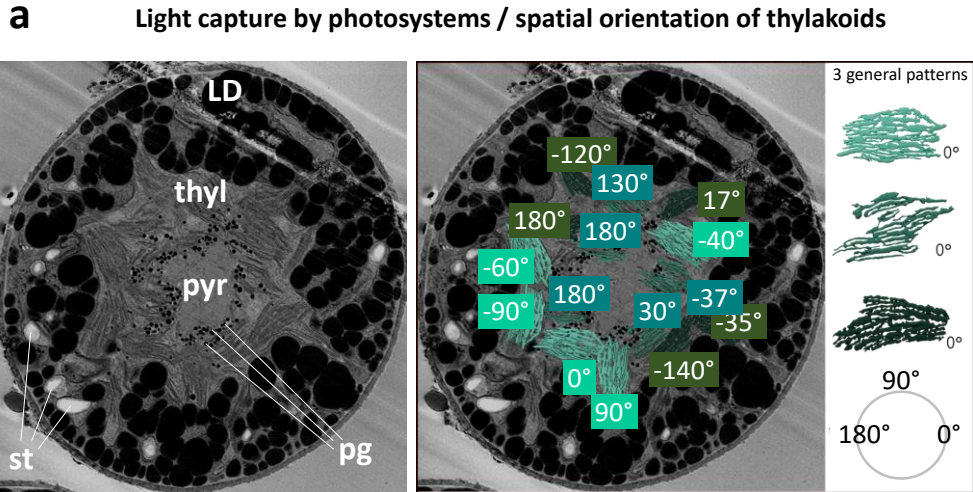 a
Light capture by photosystems / spatial orientation of thylakoids
LD
thyl
pyr
st
pg
-120°
130°
17°
180°
180°
-40°
-60°
180°
-37°
-90°
30°
-35°
-140°
0°
90°
3 general patterns
0°
0°
0°
90°
180°
0°